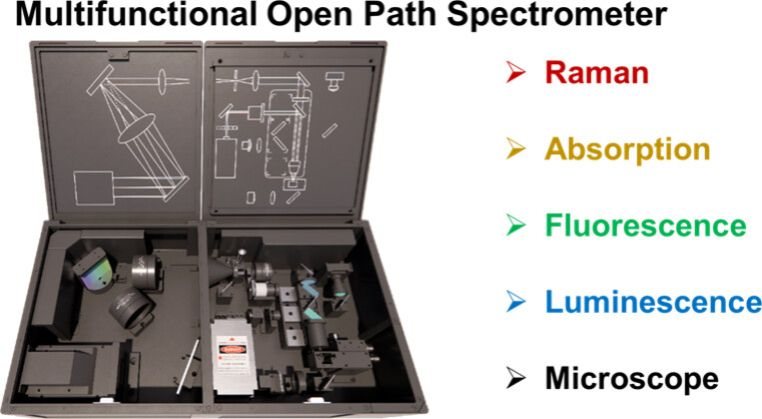 Multifunctional Open Path Spectrometer
➢ Raman
➢ Absorption
➢ Fluorescence
➢ Luminescence
➢ Microscope